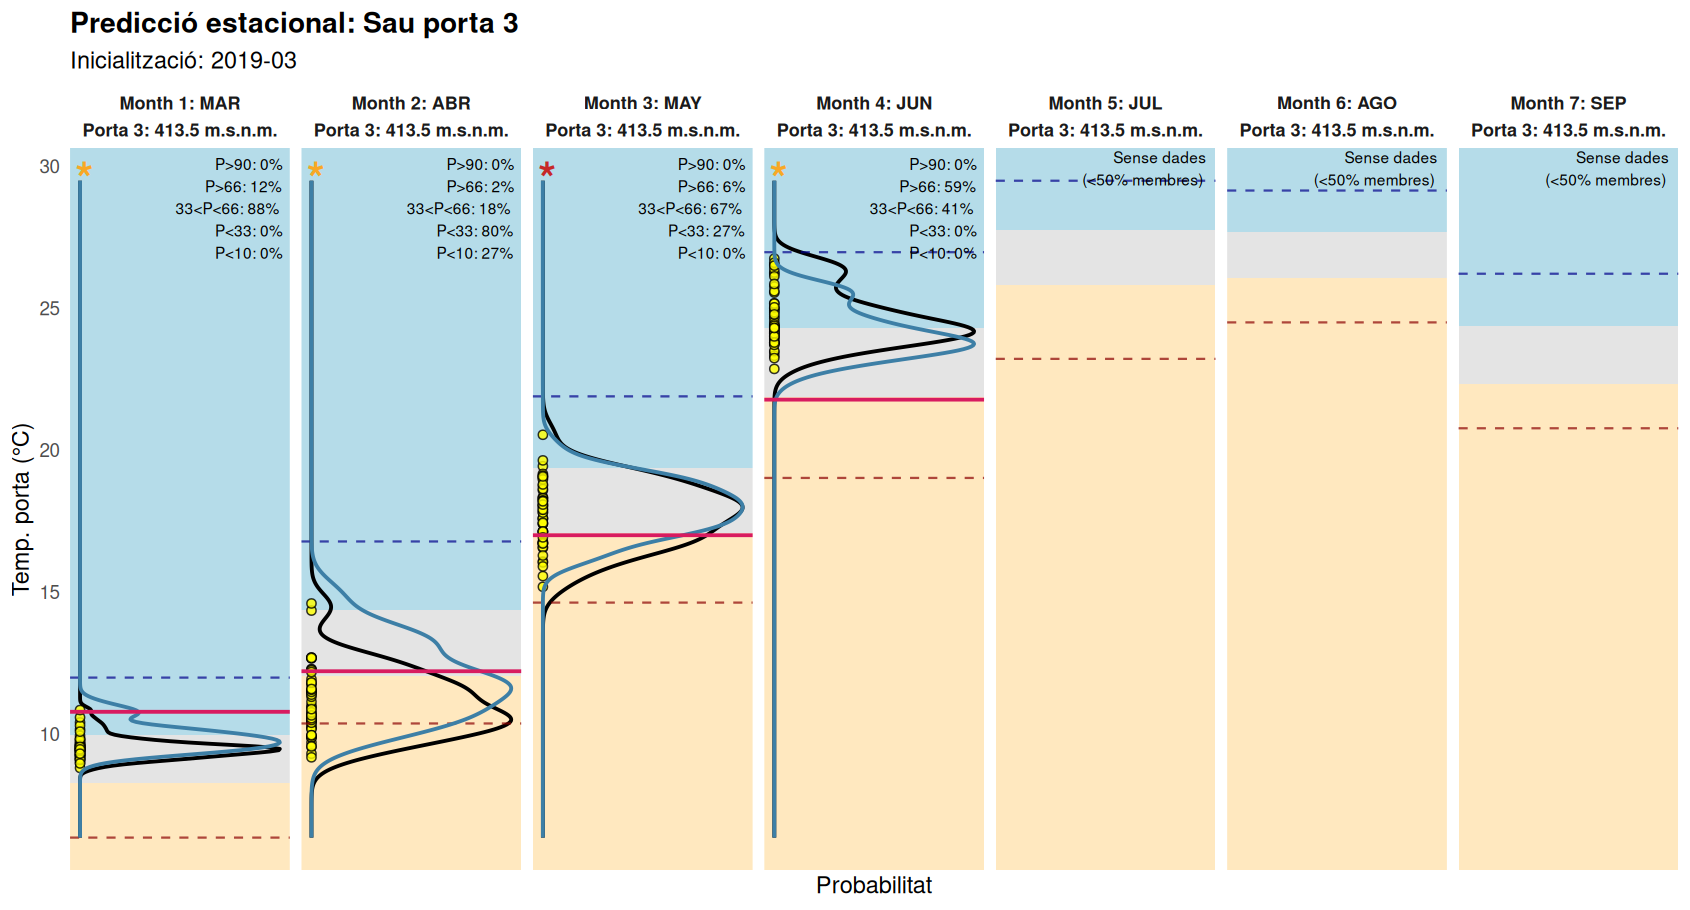 Predicció estacional: Sau porta 3
Inicialització: 2019-03
Month 1: MAR
Porta 3: 413.5 m.s.n.m.
Month 2: ABR
Porta 3: 413.5 m.s.n.m.
Month 3: MAY
Porta 3: 413.5 m.s.n.m.
Month 4: JUN
Porta 3: 413.5 m.s.n.m.
Month 5: JUL
Porta 3: 413.5 m.s.n.m.
Month 6: AGO
Porta 3: 413.5 m.s.n.m.
Month 7: SEP
Porta 3: 413.5 m.s.n.m.
Temp. porta (°C)
30
25
20
15
10
*
P>90: 0%
P>66: 12%
33<P<66: 88%
P<33: 0%
P<10: 0%
*
P>90: 0%
P>66: 2%
33<P<66: 18%
P<33: 80%
P<10: 27%
*
P>90: 0%
P>66: 6%
33<P<66: 67%
P<33: 27%
P<10: 0%
*
P>90: 0%
P>66: 59%
33<P<66: 41%
P<33: 0%
P<10: 0%
Sense dades
(<50% membres)
Sense dades
(<50% membres)
Sense dades
(<50% membres)
Probabilitat